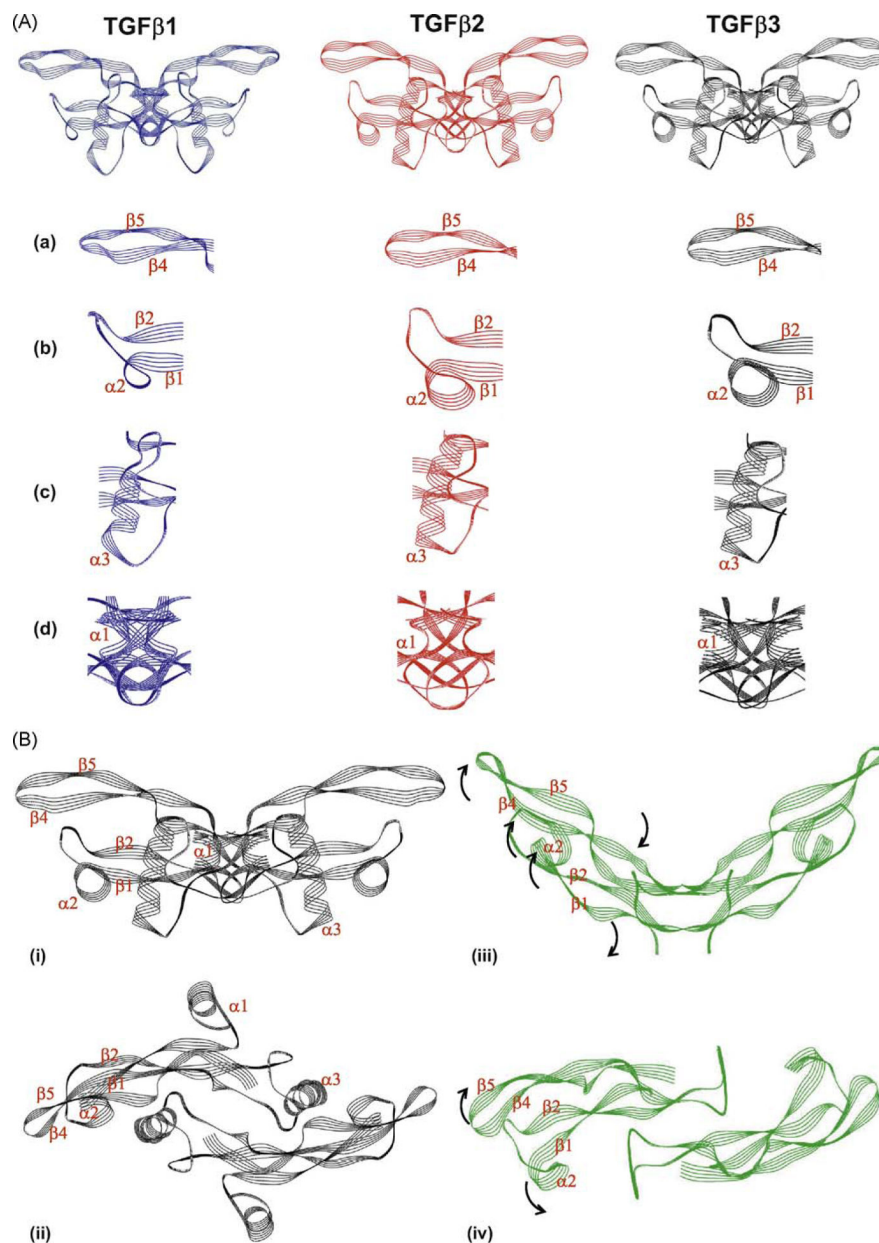 (A)
TGFβ1 TGFβ2 TGFβ3
(a) β5 β4 β5 β4 β5 β4
(b) β2 α2 β1 β2 α2 β1 β2 α2 β1
(c) α3 α3 α3
(d) α1 α1 α1
(B)
β5
β4
β2 α1
β1
α2 α3
(i)
β5
β4
α2
β2
β1
(iii)
α1
β2
β1 α3
β5
α2
β4
(ii)
β5
β4 β2
β1
α2
(iv)